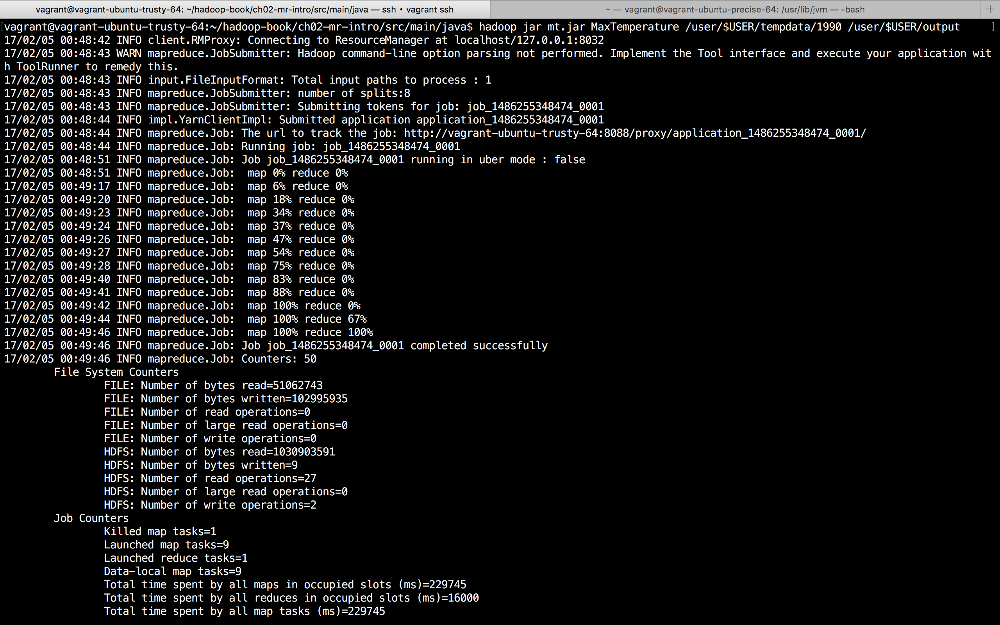 vagrant@vagrant-ubuntu-trusty-64: ~/hadoop-book/ch02-mr-intro/src/main/java — ssh ◂ vagrant ssh
~ — vagrant@vagrant-ubuntu-precise-64: /usr/lib/jvm — -bash
+
[vagrant@vagrant-ubuntu-trusty-64:~/hadoop-book/ch02-mr-intro/src/main/java$ hadoop jar mt.jar MaxTemperature /user/$USER/tempdata/1990 /user/$USER/output ]
17/02/05 00:48:42 INFO client.RMProxy: Connecting to ResourceManager at localhost/127.0.0.1:8032
17/02/05 00:48:43 WARN mapreduce.JobSubmitter: Hadoop command-line option parsing not performed. Implement the Tool interface and execute your application wit
h ToolRunner to remedy this.
17/02/05 00:48:43 INFO input.FileInputFormat: Total input paths to process : 1
17/02/05 00:48:43 INFO mapreduce.JobSubmitter: number of splits:8
17/02/05 00:48:43 INFO mapreduce.JobSubmitter: Submitting tokens for job: job_1486255348474_0001
17/02/05 00:48:44 INFO impl.YarnClientImpl: Submitted application application_1486255348474_0001
17/02/05 00:48:44 INFO mapreduce.Job: The url to track the job: http://vagrant-ubuntu-trusty-64:8088/proxy/application_1486255348474_0001/
17/02/05 00:48:44 INFO mapreduce.Job: Running job: job_1486255348474_0001
17/02/05 00:48:51 INFO mapreduce.Job: Job job_1486255348474_0001 running in uber mode : false
17/02/05 00:48:51 INFO mapreduce.Job:  map 0% reduce 0%
17/02/05 00:49:17 INFO mapreduce.Job:  map 6% reduce 0%
17/02/05 00:49:20 INFO mapreduce.Job:  map 18% reduce 0%
17/02/05 00:49:23 INFO mapreduce.Job:  map 34% reduce 0%
17/02/05 00:49:24 INFO mapreduce.Job:  map 37% reduce 0%
17/02/05 00:49:26 INFO mapreduce.Job:  map 47% reduce 0%
17/02/05 00:49:27 INFO mapreduce.Job:  map 54% reduce 0%
17/02/05 00:49:28 INFO mapreduce.Job:  map 75% reduce 0%
17/02/05 00:49:40 INFO mapreduce.Job:  map 83% reduce 0%
17/02/05 00:49:41 INFO mapreduce.Job:  map 88% reduce 0%
17/02/05 00:49:42 INFO mapreduce.Job:  map 100% reduce 0%
17/02/05 00:49:44 INFO mapreduce.Job:  map 100% reduce 67%
17/02/05 00:49:46 INFO mapreduce.Job:  map 100% reduce 100%
17/02/05 00:49:46 INFO mapreduce.Job: Job job_1486255348474_0001 completed successfully
17/02/05 00:49:46 INFO mapreduce.Job: Counters: 50
File System Counters
FILE: Number of bytes read=51062743
FILE: Number of bytes written=102995935
FILE: Number of read operations=0
FILE: Number of large read operations=0
FILE: Number of write operations=0
HDFS: Number of bytes read=1030903591
HDFS: Number of bytes written=9
HDFS: Number of read operations=27
HDFS: Number of large read operations=0
HDFS: Number of write operations=2
Job Counters
Killed map tasks=1
Launched map tasks=9
Launched reduce tasks=1
Data-local map tasks=9
Total time spent by all maps in occupied slots (ms)=229745
Total time spent by all reduces in occupied slots (ms)=16000
Total time spent by all map tasks (ms)=229745